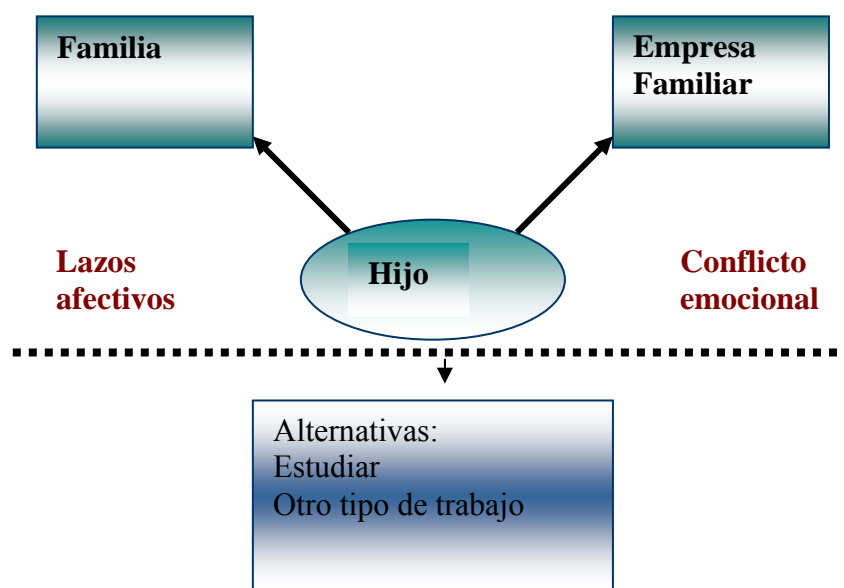 Familia
Empresa
Familiar
Lazos
afectivos
Hijo
Conflicto
emocional
Alternativas:
Estudiar
Otro tipo de trabajo